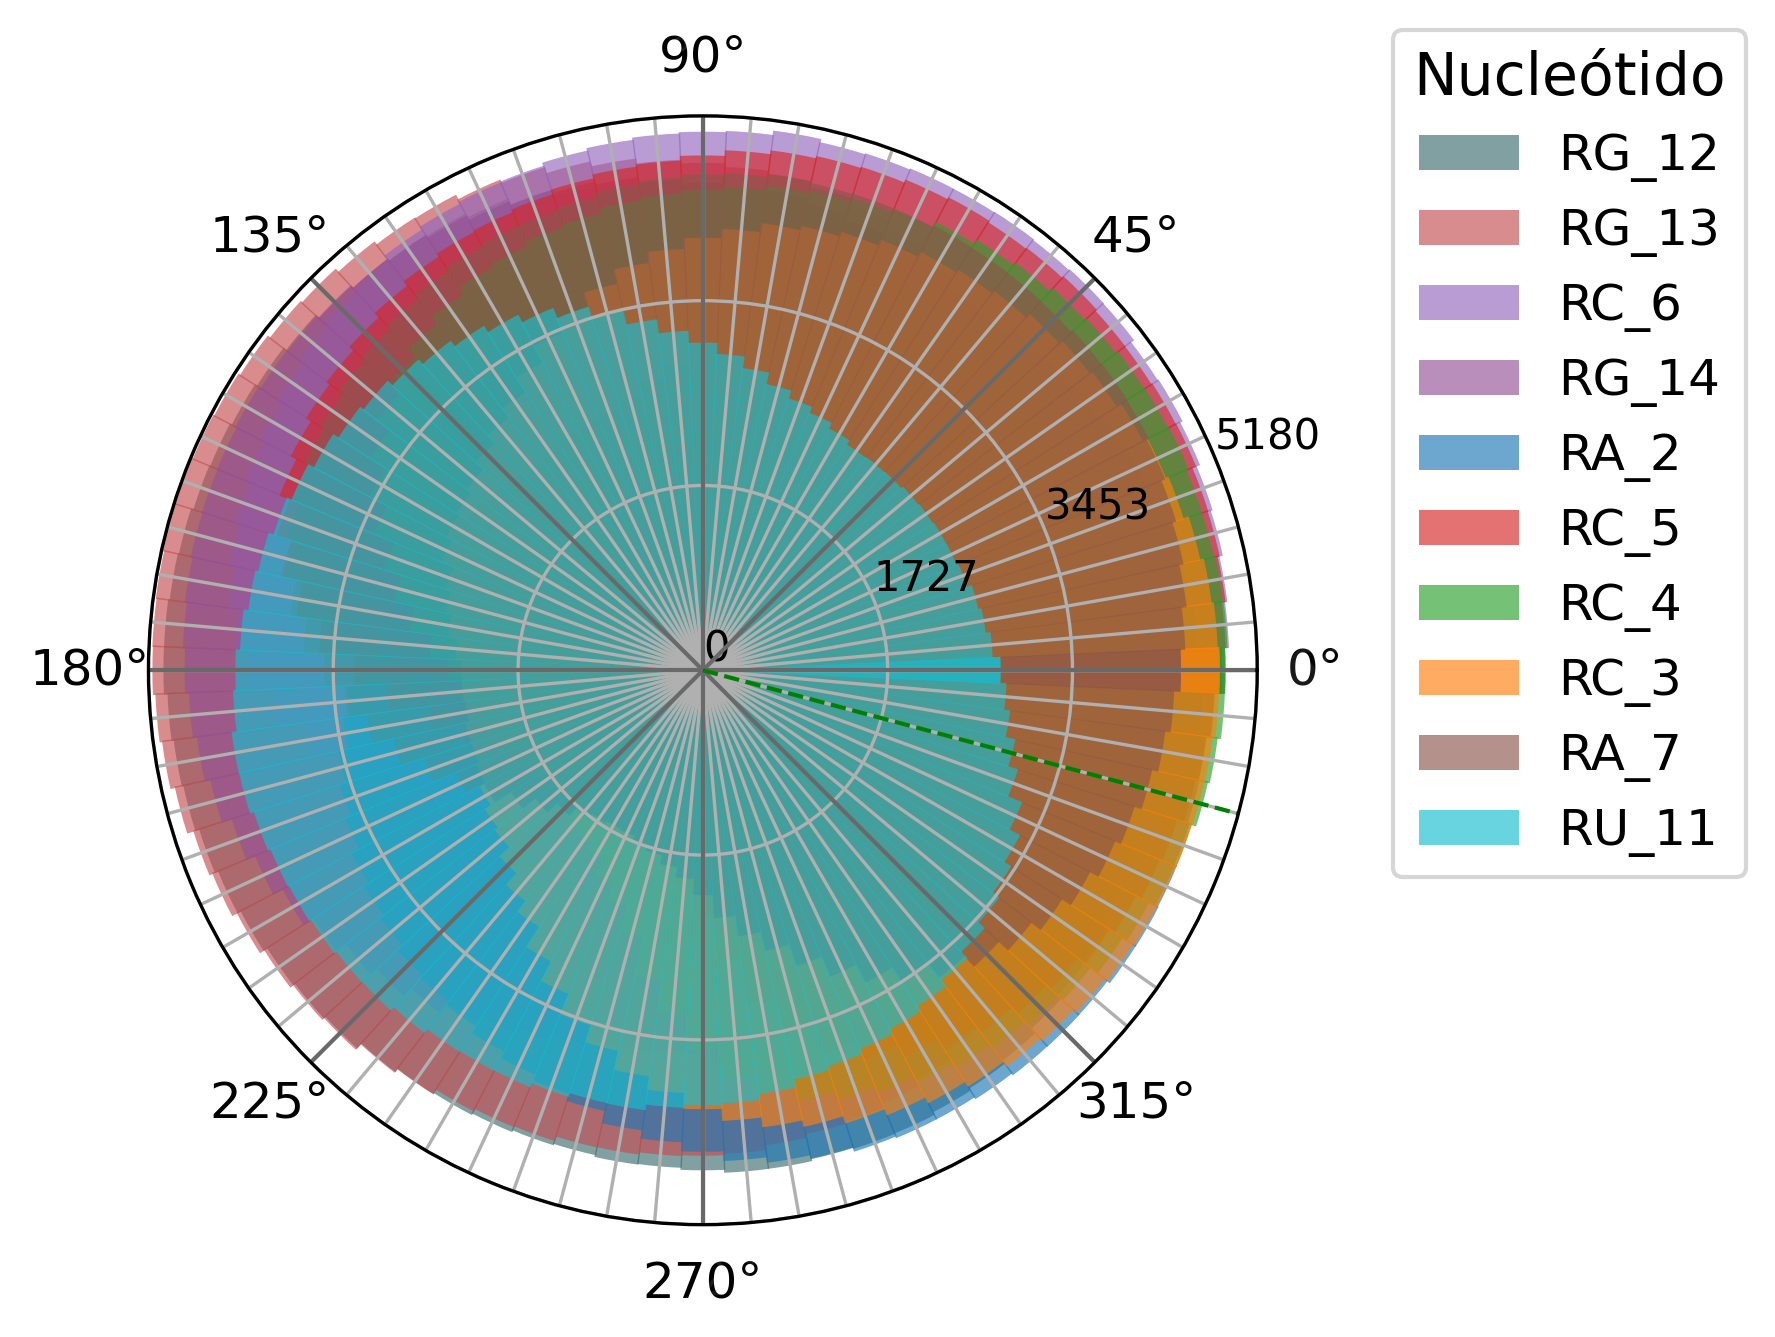 90°
135°
45°
5180
3453
1727
0
180°
0°
225°
315°
270°
Nucleótido
RG_12
RG_13
RC_6
RG_14
RA_2
RC_5
RC_4
RC_3
RA_7
RU_11